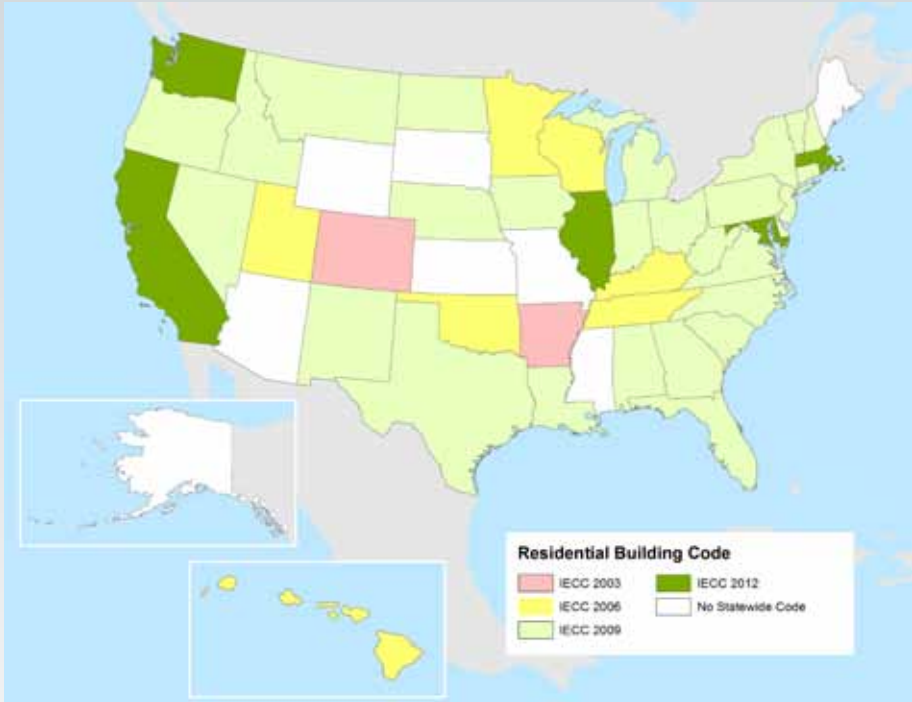 Residential Building Code
IECC 2003
IECC 2006
IECC 2009
IECC 2012
No Statewide Code